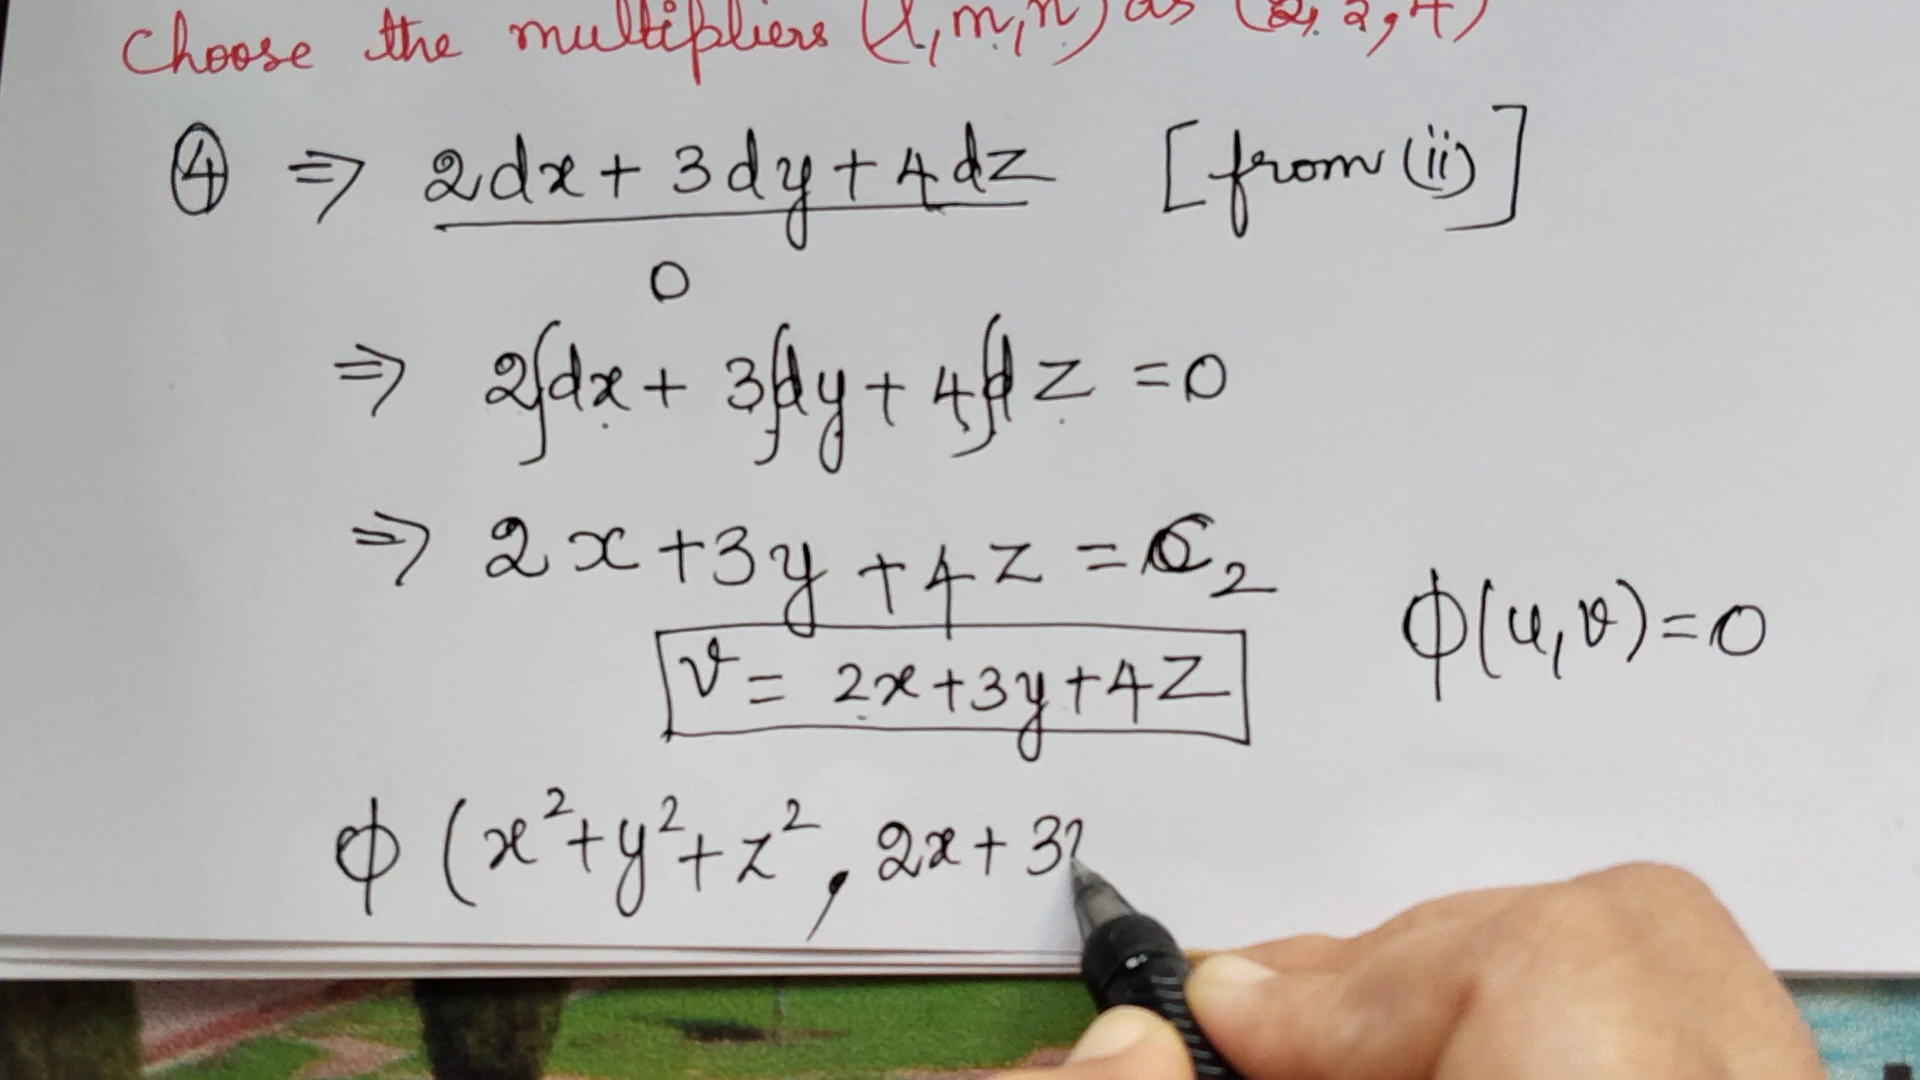 Choose the multipliers (l, m, n) as (2, 3, 4)
④ ⇒ 2dx + 3dy + 4dz [from (ii)]
0
⇒ 2∫dx + 3∫dy + 4∫dz = 0
⇒ 2x + 3y + 4z = C₂
v = 2x + 3y + 4z
ϕ(u, v) = 0
ϕ (x² + y² + z², 2x + 3